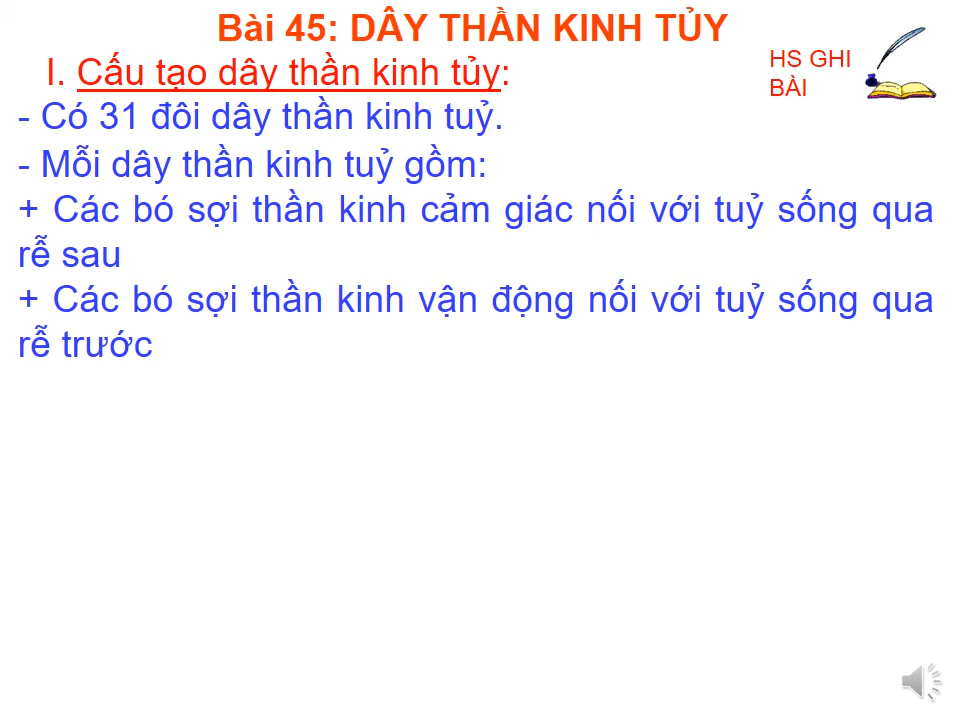 Bài 45: DÂY THẦN KINH TỦY
I. Cấu tạo dây thần kinh tủy:
HS GHI
BÀI
- Có 31 đôi dây thần kinh tuỷ.
- Mỗi dây thần kinh tuỷ gồm:
+ Các bó sợi thần kinh cảm giác nối với tuỷ sống qua
rễ sau
+ Các bó sợi thần kinh vận động nối với tuỷ sống qua
rễ trước